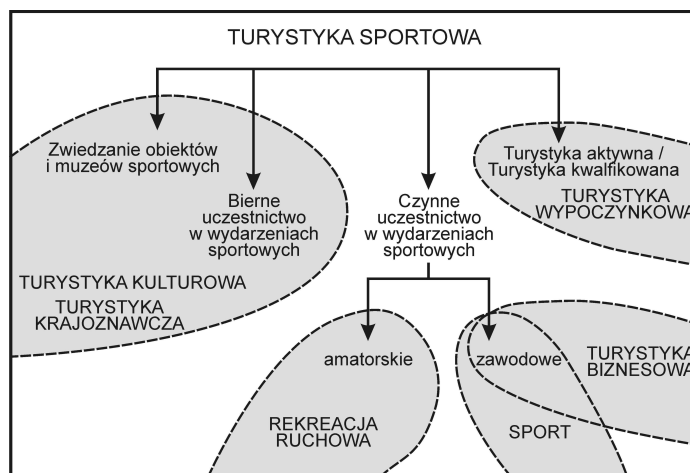 TURYSTYKA SPORTOWA
Zwiedzanie obiektów
i muzeów sportowych
Bierne
uczestnictwo
w wydarzeniach
sportowych
Czynne
uczestnictwo
w wydarzeniach
sportowych
Turystyka aktywna /
Turystyka kwalfikowana
TURYSTYKA
WYPOCZYNKOWA
TURYSTYKA KULTUROWA
TURYSTYKA
KRAJOZNAWCZA
amatorskie
zawodowe
TURYSTYKA
BIZNESOWA
REKREACJA
RUCHOWA
SPORT